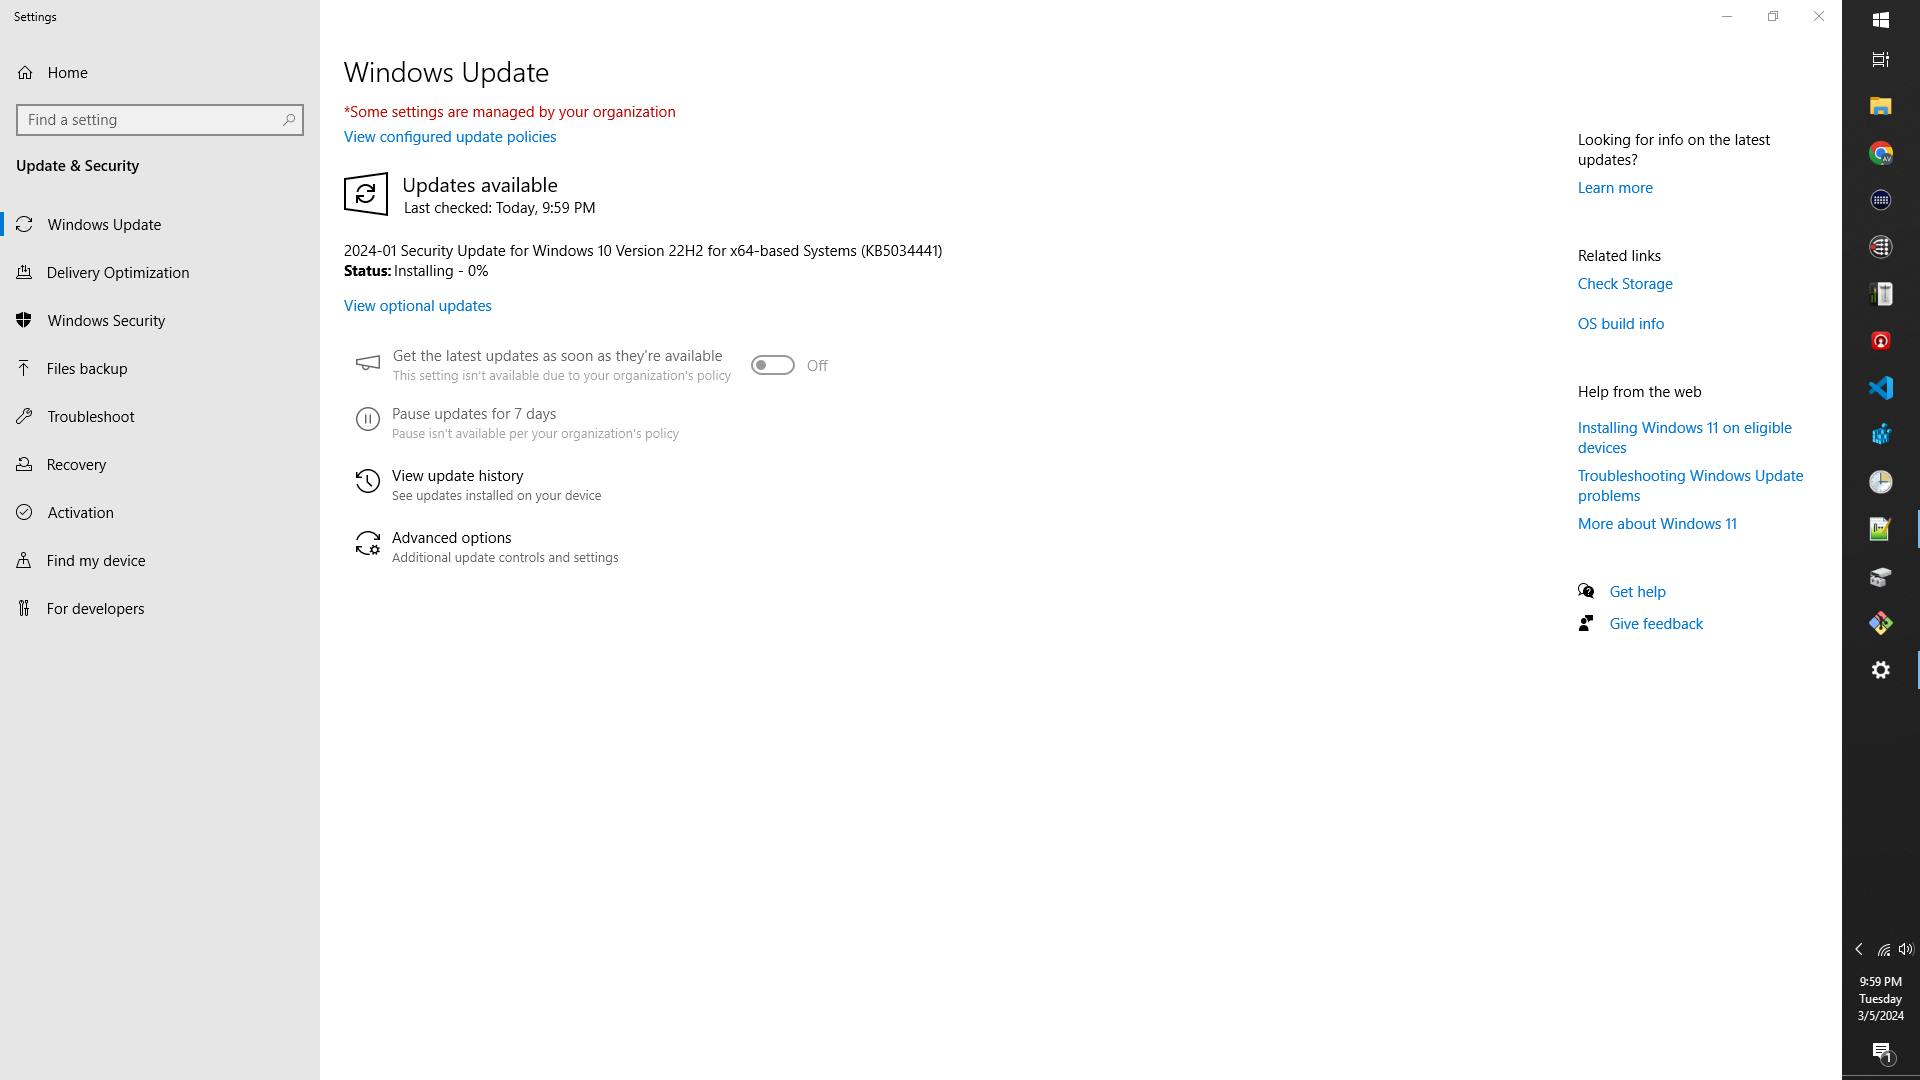 Settings
Home
Find a setting
Update & Security
Windows Update
Delivery Optimization
Windows Security
Files backup
Troubleshoot
Recovery
Activation
Find my device
For developers
Windows Update
*Some settings are managed by your organization
View configured update policies
Updates available
Last checked: Today, 9:59 PM
2024-01 Security Update for Windows 10 Version 22H2 for x64-based Systems (KB5034441)
Status: Installing - 0%
View optional updates
Get the latest updates as soon as they're available
This setting isn't available due to your organization's policy
Off
Pause updates for 7 days
Pause isn't available per your organization's policy
View update history
See updates installed on your device
Advanced options
Additional update controls and settings
Looking for info on the latest
updates?
Learn more
Related links
Check Storage
OS build info
Help from the web
Installing Windows 11 on eligible
devices
Troubleshooting Windows Update
problems
More about Windows 11
Get help
Give feedback
AV
9:59 PM
Tuesday
3/5/2024
1